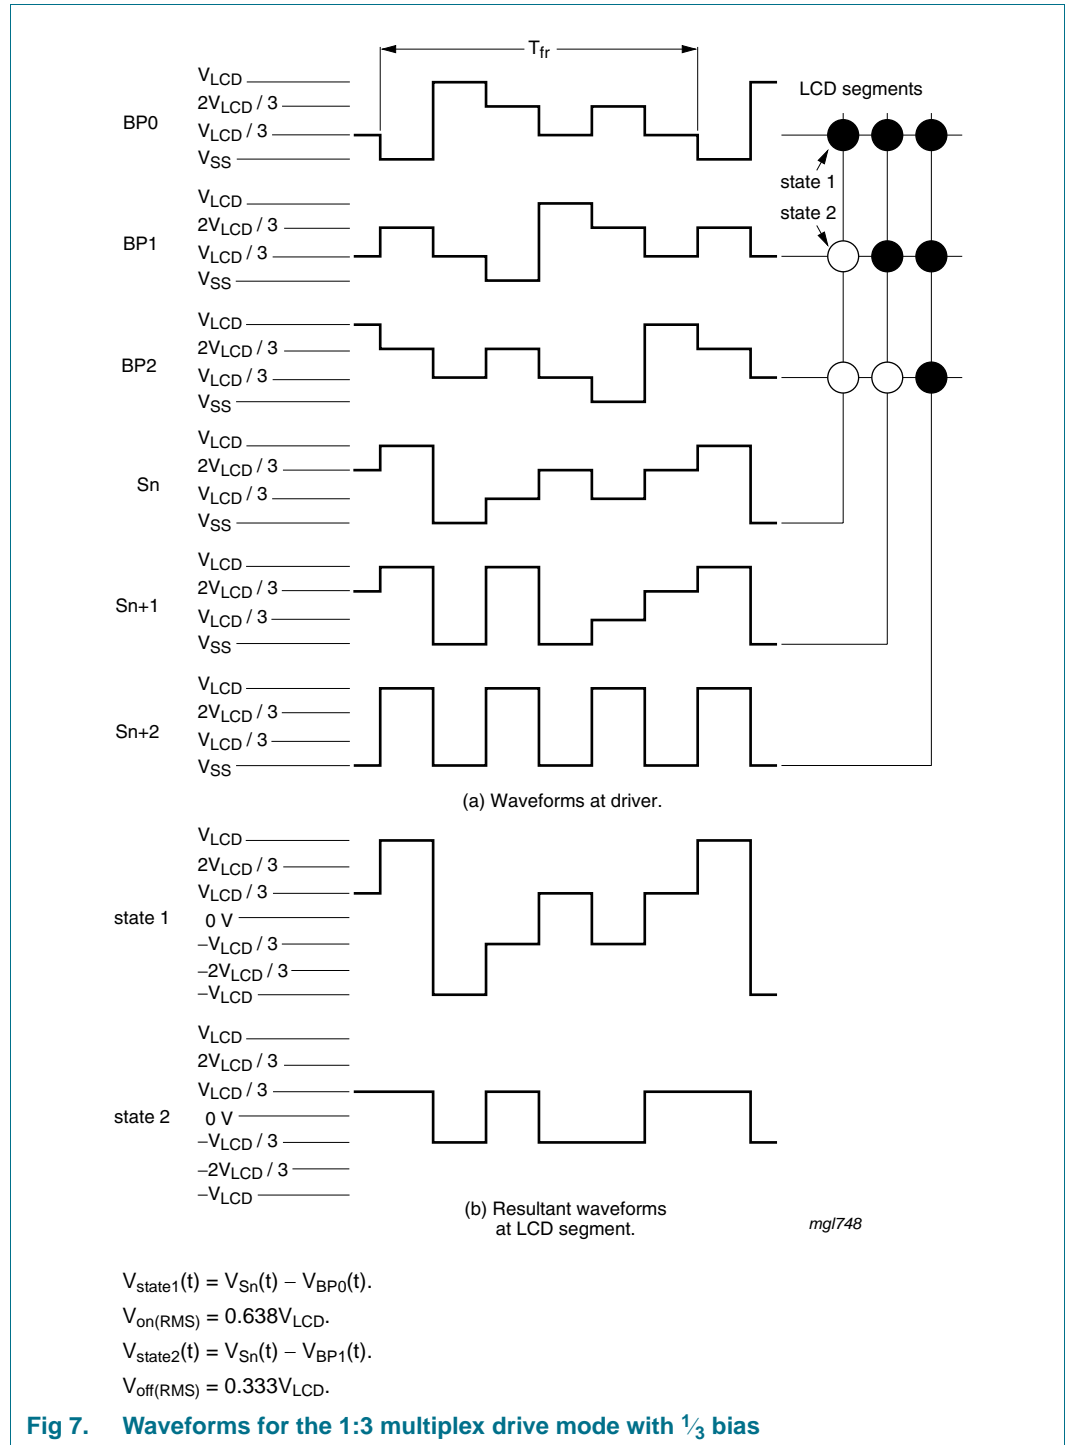 Tfr
BP0
VLCD
2VLCD / 3
VLCD / 3
VSS
LCD segments
state 1
state 2
BP1
VLCD
2VLCD / 3
VLCD / 3
VSS
BP2
VLCD
2VLCD / 3
VLCD / 3
VSS
Sn
VLCD
2VLCD / 3
VLCD / 3
VSS
Sn+1
VLCD
2VLCD / 3
VLCD / 3
VSS
Sn+2
VLCD
2VLCD / 3
VLCD / 3
VSS
(a) Waveforms at driver.
state 1
VLCD
2VLCD / 3
VLCD / 3
0 V
−VLCD / 3
−2VLCD / 3
−VLCD
state 2
VLCD
2VLCD / 3
VLCD / 3
0 V
−VLCD / 3
−2VLCD / 3
−VLCD
(b) Resultant waveforms
at LCD segment.
mgl748
Vstate1(t) = VSn(t) − VBP0(t).
Von(RMS) = 0.638VLCD.
Vstate2(t) = VSn(t) − VBP1(t).
Voff(RMS) = 0.333VLCD.
Fig 7. Waveforms for the 1:3 multiplex drive mode with 1⁄3 bias